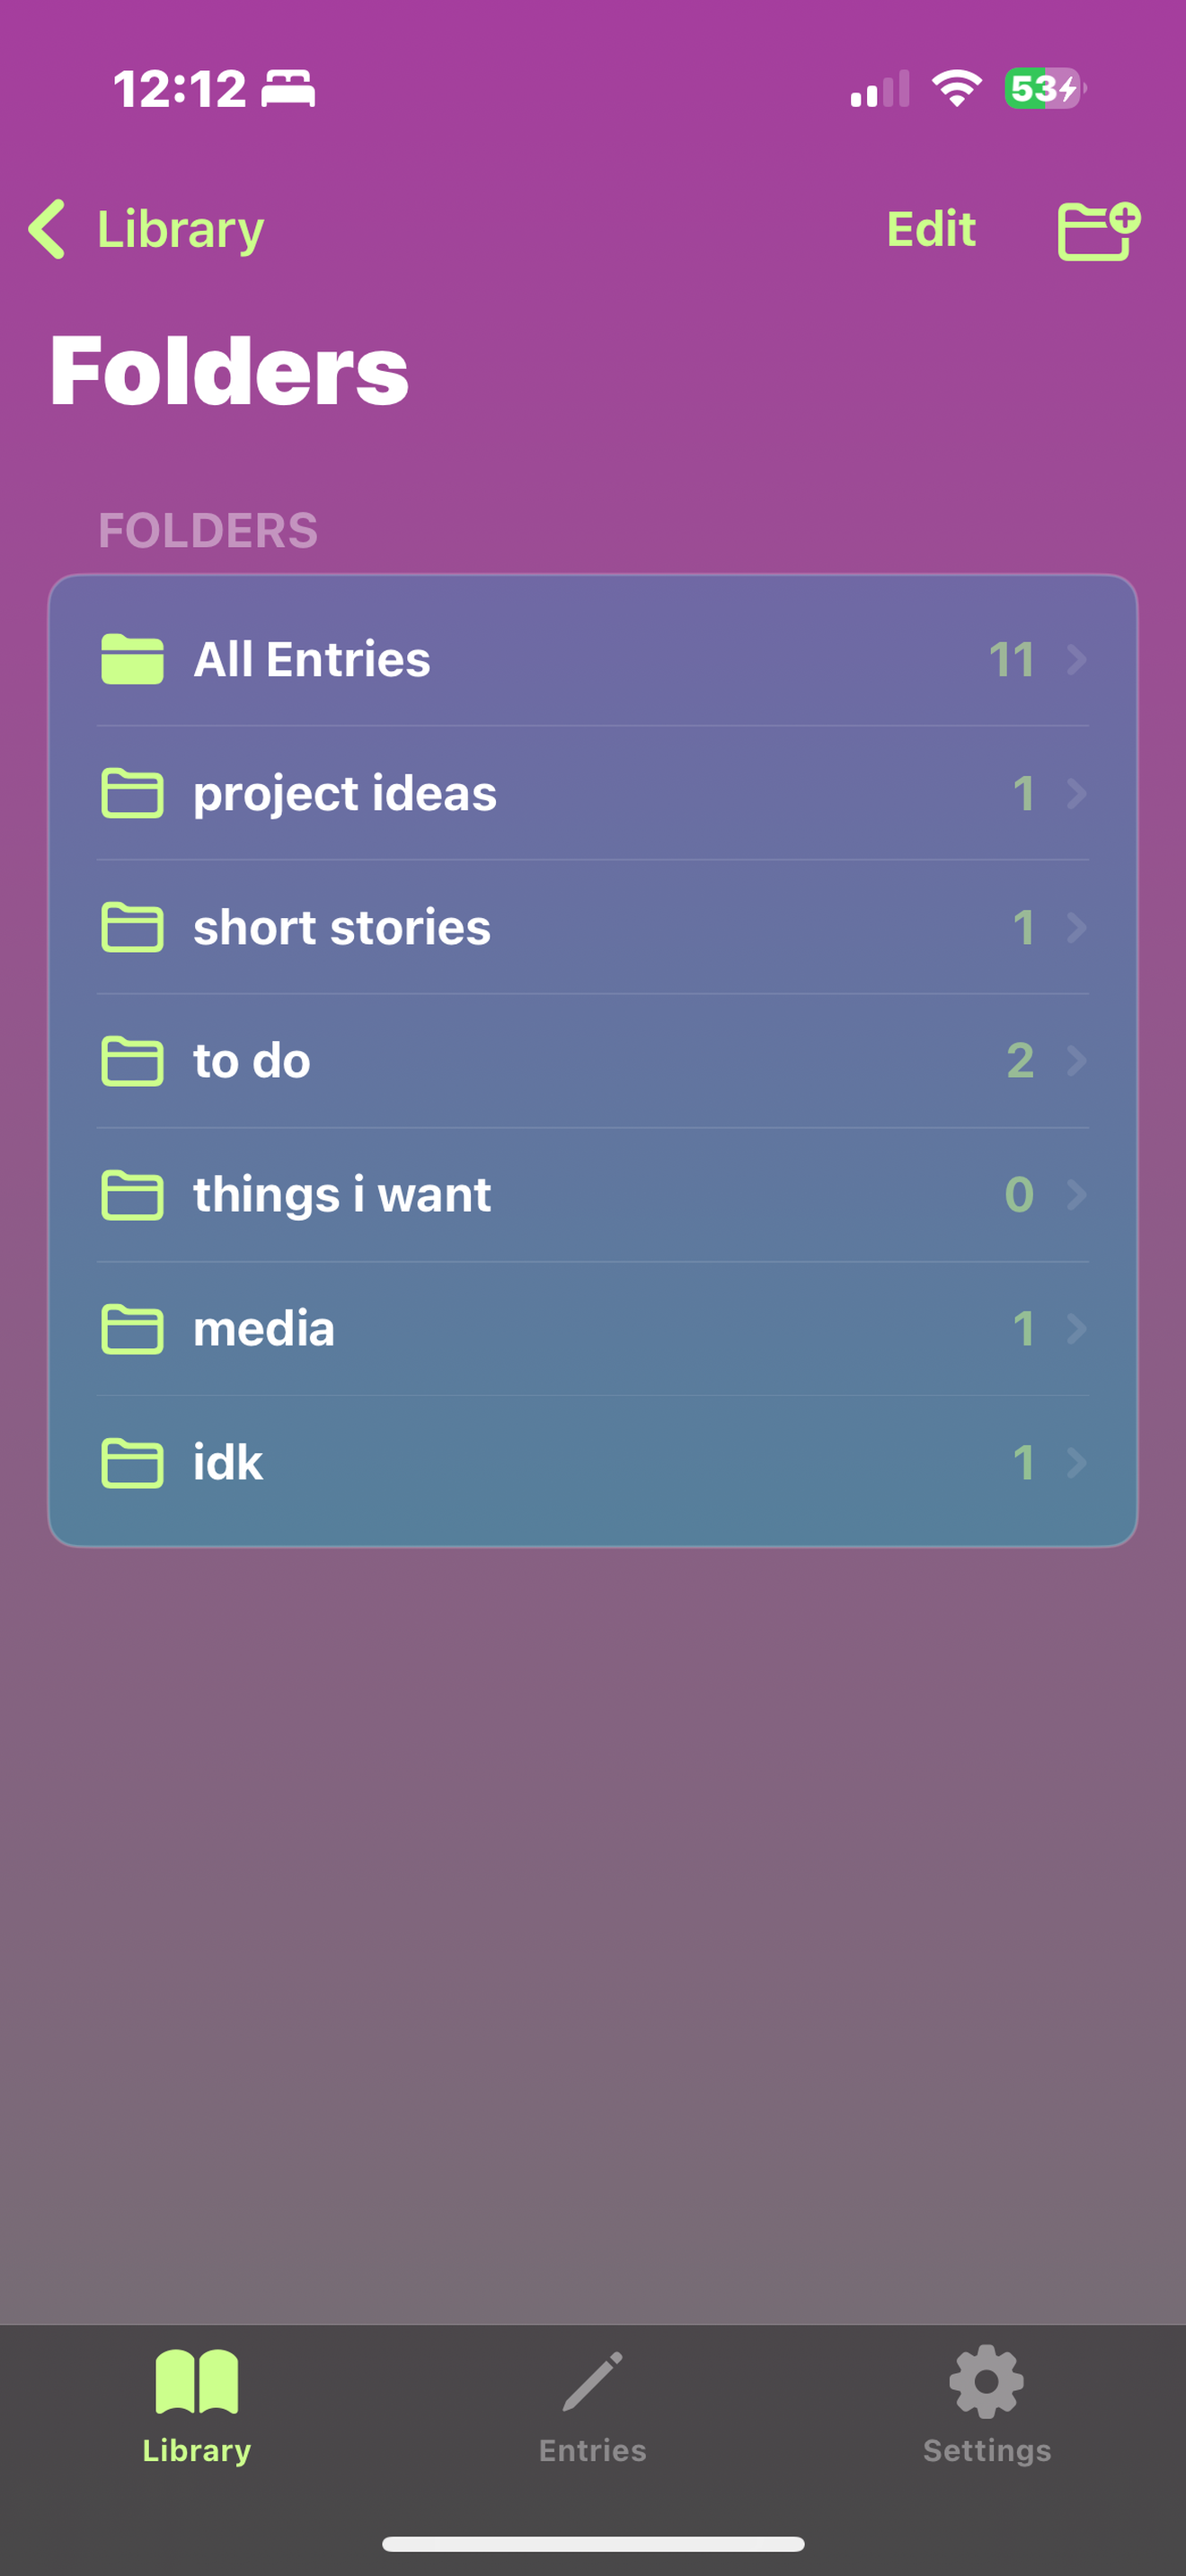 12:12
53
Library
Edit
Folders
FOLDERS
All Entries 11
project ideas 1
short stories 1
to do 2
things i want 0
media 1
idk 1
Library
Entries
Settings